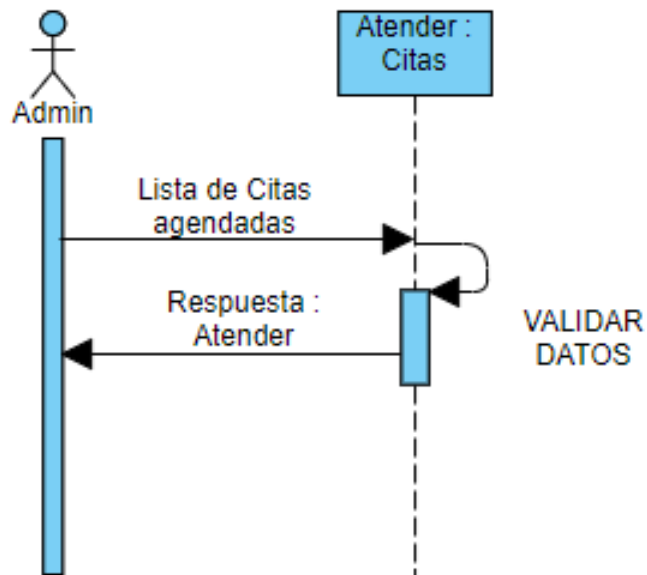 Atender :
Citas
Admin
Lista de Citas
agendadas
Respuesta :
Atender
VALIDAR
DATOS